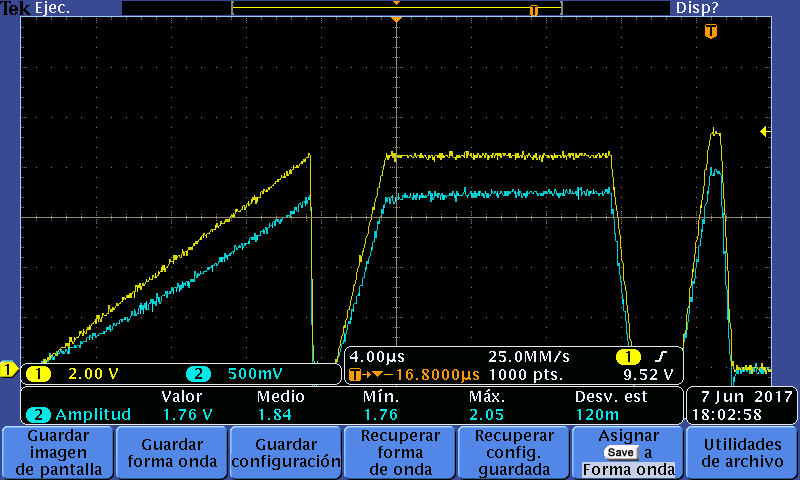 Tek Ejec. Disp?
T
T
1
1 2.00 V 2 500mV
4.00µs 25.0MM/s 1
T→▼−16.8000µs 1000 pts. 9.52 V
Valor Medio Mín. Máx. Desv. est
2 Amplitud 1.76 V 1.84 1.76 2.05 120m
7 Jun 2017
18:02:58
Guardar
imagen
de pantalla
Guardar
forma onda
Guardar
configuración
Recuperar
forma
de onda
Recuperar
config.
guardada
Asignar
Save a
Forma onda
Utilidades
de archivo